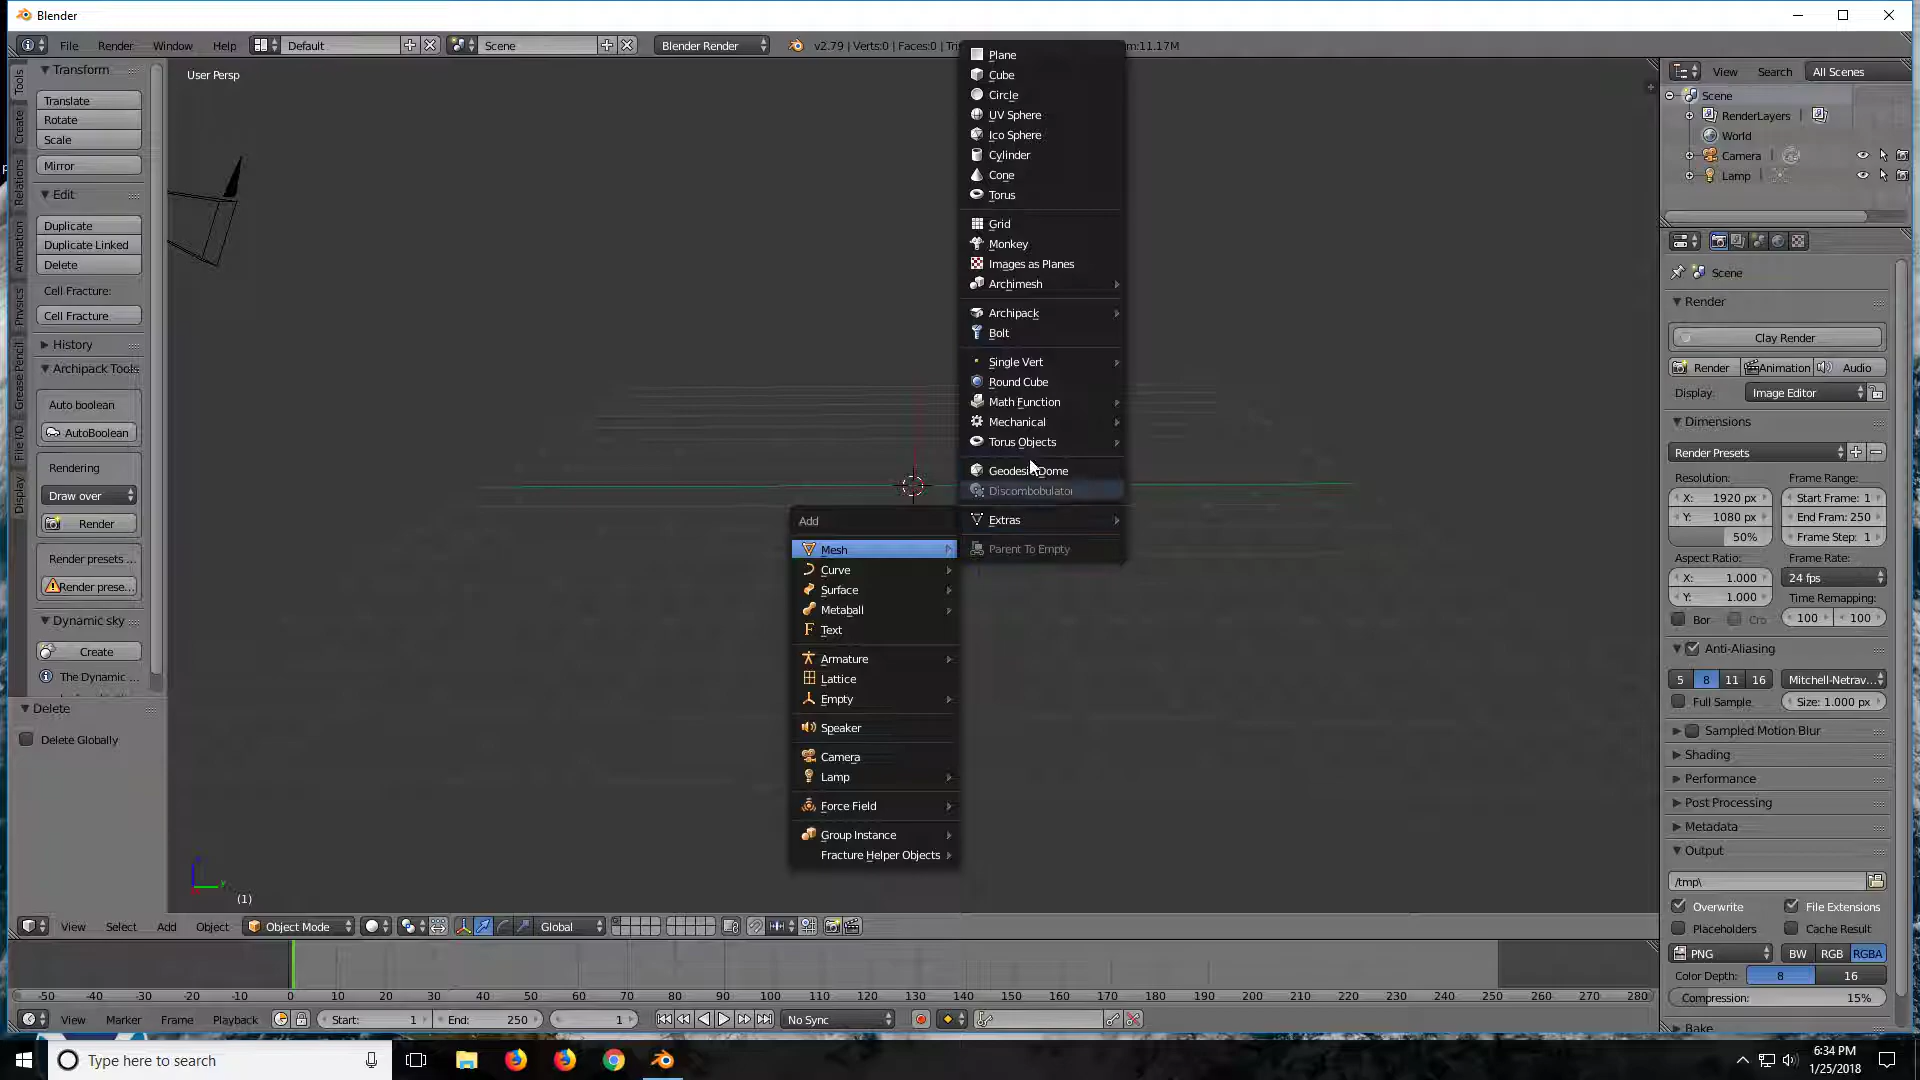 Blender
File
Render
Window
Help
Default
Scene
Blender Render
v2.79 | Verts:0 | Faces:0 | Tri
m:11.17M
Tools
Create
Relations
Animation
Physics
Grease Pencil
File I/O
Display
Transform
Translate
Rotate
Scale
Mirror
Edit
Duplicate
Duplicate Linked
Delete
Cell Fracture:
Cell Fracture
History
Archipack Tools
Auto boolean
AutoBoolean
Rendering
Draw over
Render
Render presets ...
Render prese...
Dynamic sky
Create
The Dynamic ...
Delete
Delete Globally
User Persp
(1)
Add
Mesh
Curve
Surface
Metaball
Text
Armature
Lattice
Empty
Speaker
Camera
Lamp
Force Field
Group Instance
Fracture Helper Objects
Plane
Cube
Circle
UV Sphere
Ico Sphere
Cylinder
Cone
Torus
Grid
Monkey
Images as Planes
Archimesh
Archipack
Bolt
Single Vert
Round Cube
Math Function
Mechanical
Torus Objects
Geodesic Dome
Discombobulator
Extras
Parent To Empty
View
Search
All Scenes
Scene
RenderLayers
World
Camera
Lamp
Scene
Render
Clay Render
Render
Animation
Audio
Display:
Image Editor
Dimensions
Render Presets
Resolution:
Frame Range:
X: 1920 px
Start Frame: 1
Y: 1080 px
End Fram: 250
50%
Frame Step: 1
Aspect Ratio:
Frame Rate:
X: 1.000
24 fps
Y: 1.000
Time Remapping:
Bor
Cro
100
100
Anti-Aliasing
5
8
11
16
Mitchell-Netrav...
Full Sample
Size: 1.000 px
Sampled Motion Blur
Shading
Performance
Post Processing
Metadata
Output
/tmp\
Overwrite
File Extensions
Placeholders
Cache Result
PNG
BW
RGB
RGBA
Color Depth:
8
16
Compression:
15%
Bake
View
Select
Add
Object
Object Mode
Global
-50 -40 -30 -20 -10 0 10 20 30 40 50 60 70 80 90 100 110 120 130 140 150 160 170 180 190 200 210 220 230 240 250 260 270 280
View
Marker
Frame
Playback
Start: 1
End: 250
1
No Sync
Type here to search
6:34 PM
1/25/2018